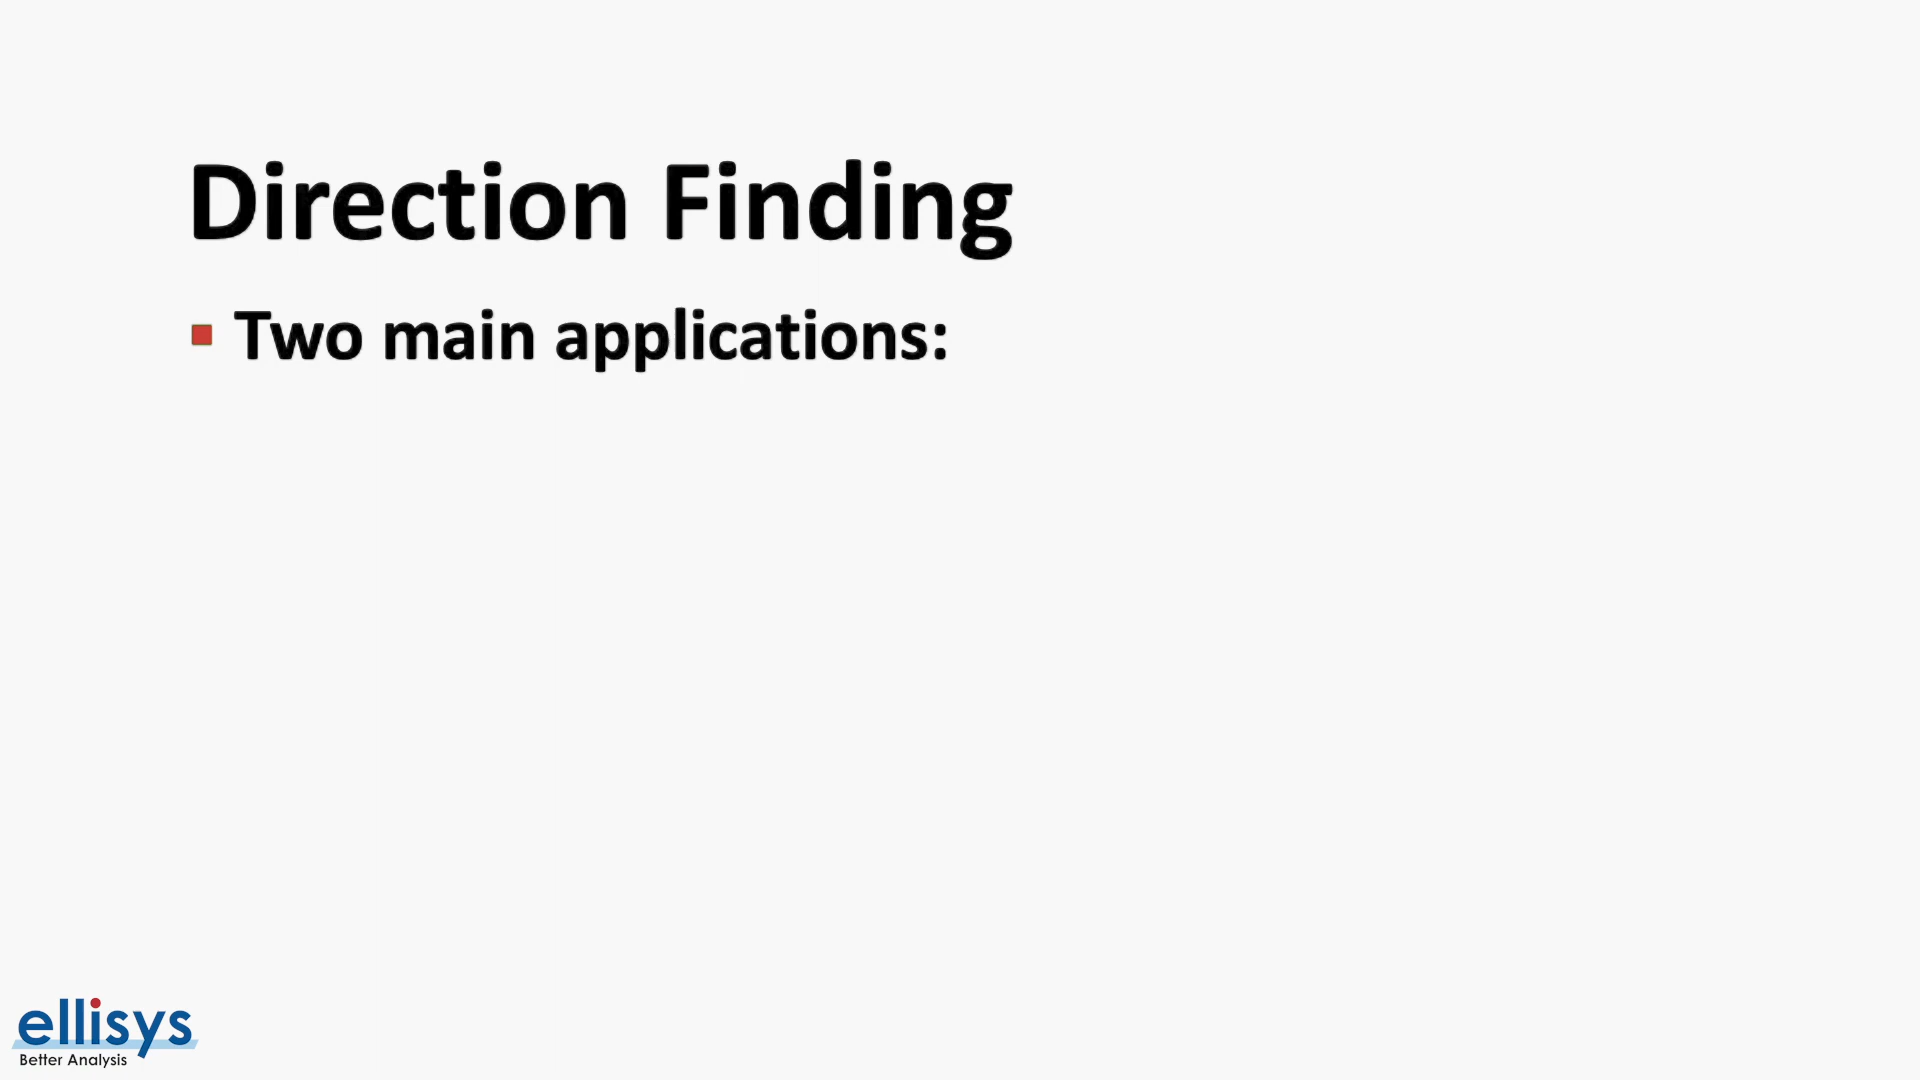 Direction Finding
Two main applications:
ellisys
Better Analysis